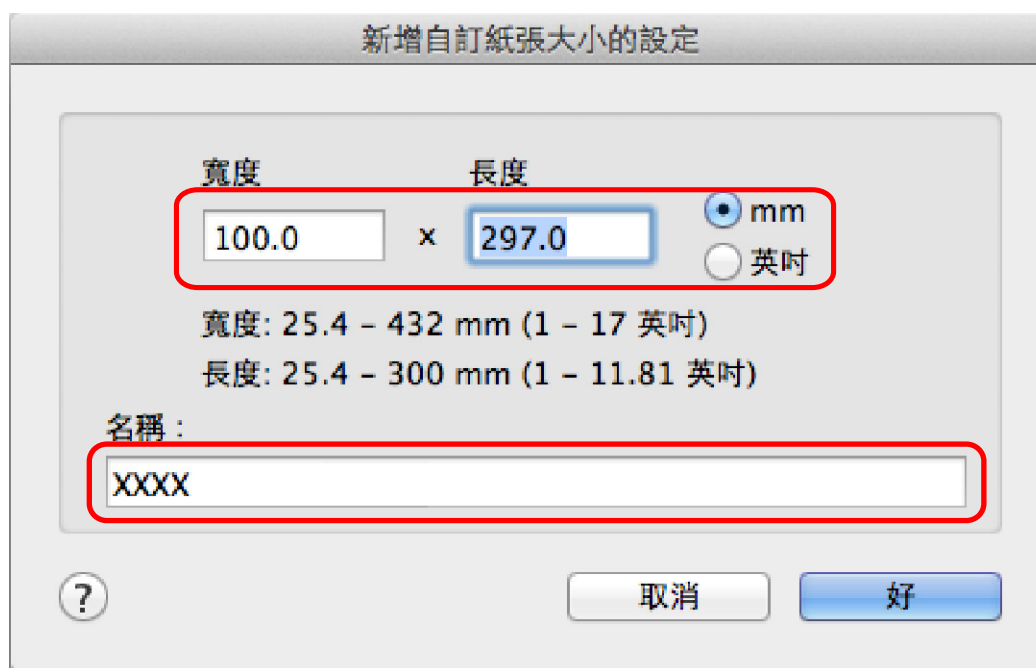 新增自訂紙張大小的設定
寬度 長度
100.0 x 297.0 mm
英吋
寬度: 25.4 – 432 mm (1 – 17 英吋)
長度: 25.4 – 300 mm (1 – 11.81 英吋)
名稱：
XXXX
? 取消 好